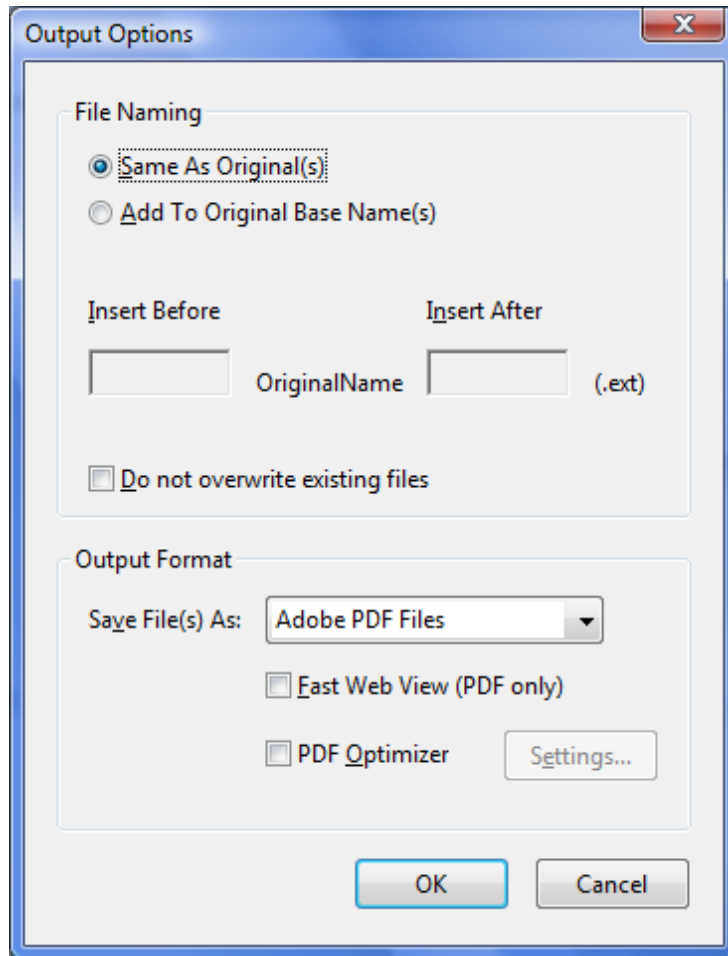 Output Options
File Naming
Same As Original(s)
Add To Original Base Name(s)
Insert Before Insert After
OriginalName (.ext)
Do not overwrite existing files
Output Format
Save File(s) As: Adobe PDF Files
Fast Web View (PDF only)
PDF Optimizer Settings...
OK Cancel